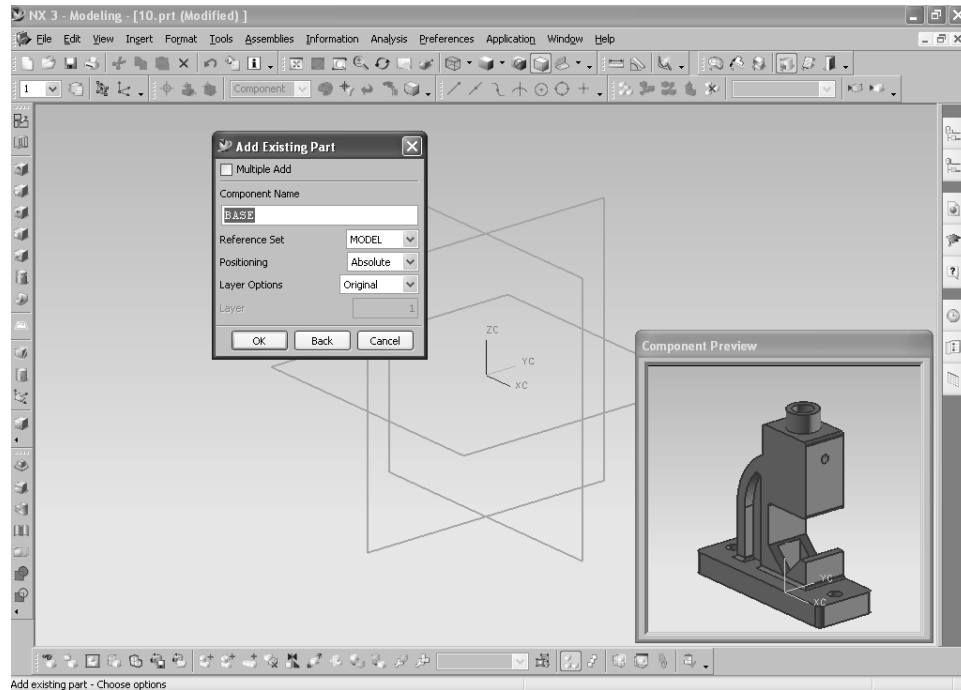 NX 3 - Modeling - [10.prt (Modified) ]
File Edit View Insert Format Tools Assemblies Information Analysis Preferences Application Window Help
1 Component
Add Existing Part
Multiple Add
Component Name
BASE
Reference Set MODEL
Positioning Absolute
Layer Options Original
Layer 1
OK Back Cancel
ZC
YC
XC
Component Preview
YC
XC
Add existing part - Choose options